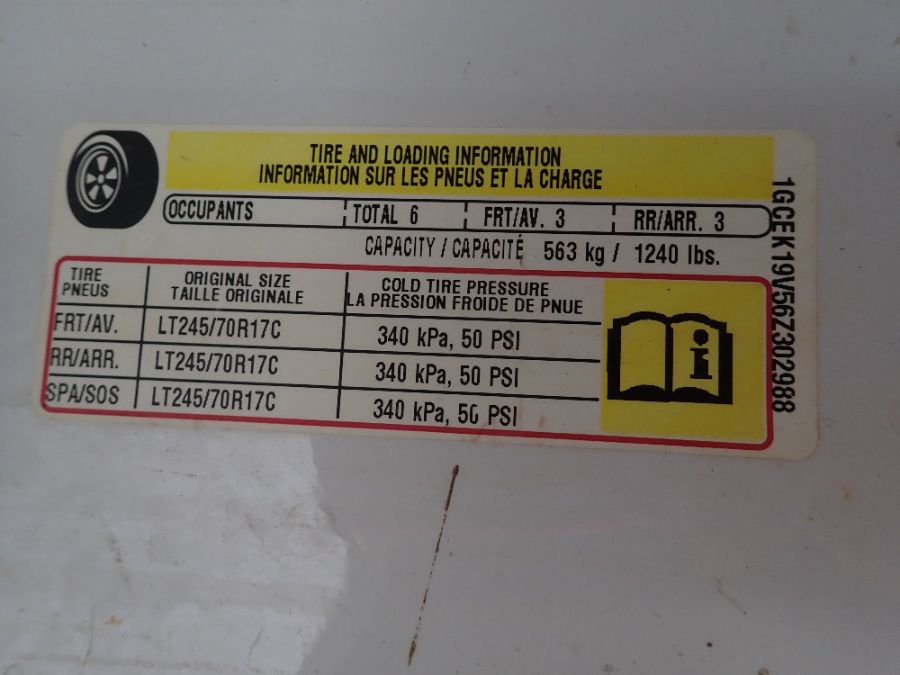 TIRE AND LOADING INFORMATION
INFORMATION SUR LES PNEUS ET LA CHARGE
OCCUPANTS TOTAL 6 FRT/AV. 3 RR/ARR. 3
CAPACITY / CAPACITÉ 563 kg / 1240 lbs.
TIRE
PNEUS
ORIGINAL SIZE
TAILLE ORIGINALE
COLD TIRE PRESSURE
LA PRESSION FROIDE DE PNUE
FRT/AV. LT245/70R17C 340 kPa, 50 PSI
RR/ARR. LT245/70R17C 340 kPa, 50 PSI
SPA/SOS LT245/70R17C 340 kPa, 50 PSI
i
1GCEK19V56Z302988